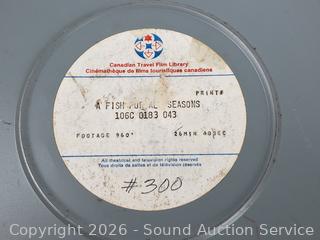 Canadian Travel Film Library
Cinémathèque de films touristiques canadiens
PRINT#
A FISH FOR ALL SEASONS
106C 0183 043
FOOTAGE 960' 26MIN 40SEC
All theatrical and television rights reserved
Tous droits de salles et de télévision réservés
#300
Copyright 2026 - Sound Auction Service